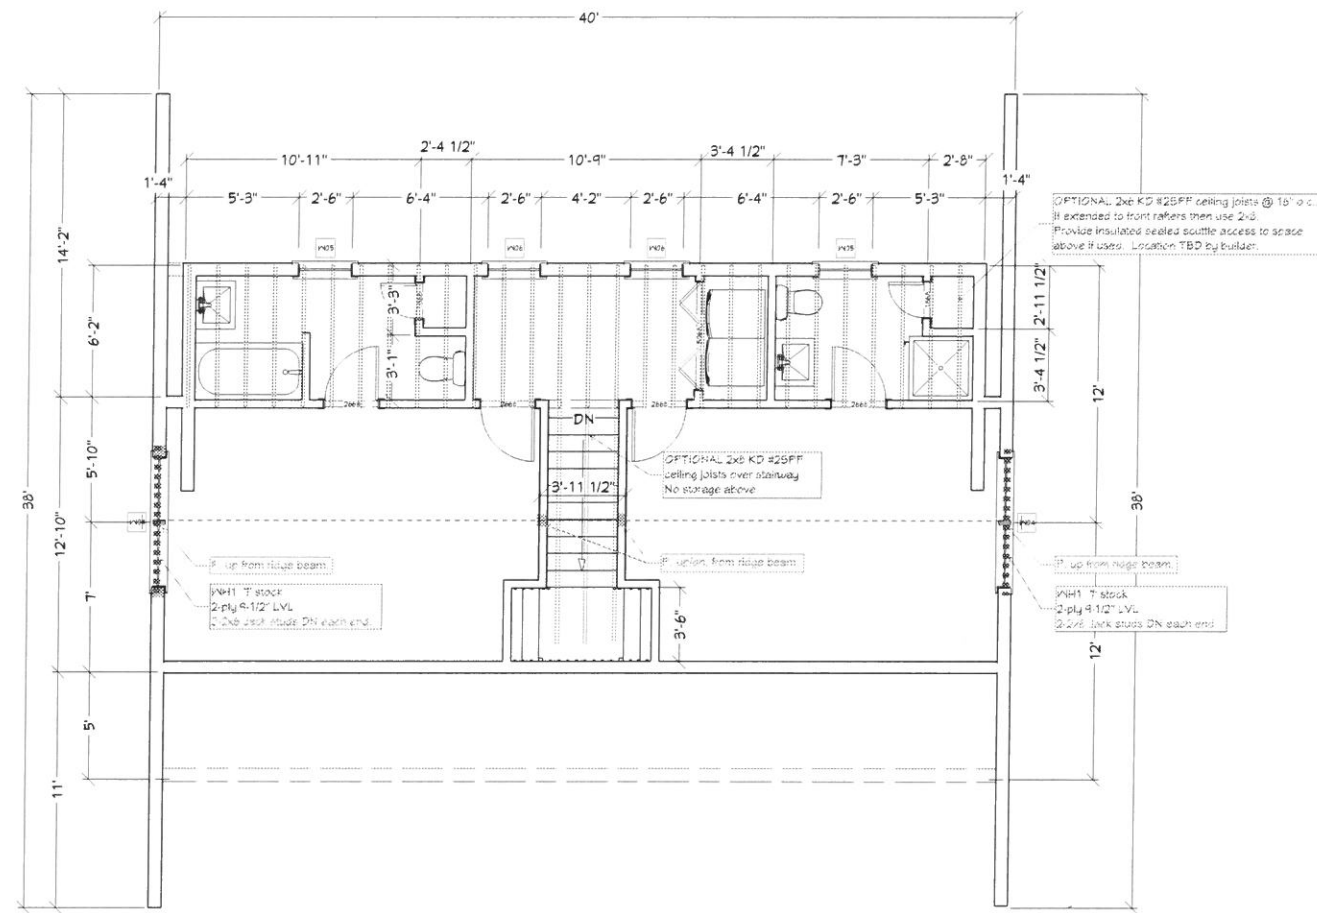 40'
2'-4 1/2"
10'-11"
10'-9"
3'-4 1/2"
7'-3"
2'-8"
1'-4"
1'-4"
5'-3"
2'-6"
6'-4"
2'-6"
4'-2"
2'-6"
6'-4"
2'-6"
5'-3"
OPTIONAL 2x6 KD #2SPF ceiling joists @ 16" o.c.
If extended to front rafters then use 2x8.
Provide insulated sealed scuttle access to space
above if used. Location TBD by builder.
14'-2"
6'-2"
3'-3"
3'-1"
2'-11 1/2"
3'-4 1/2"
2668
2668
2668
2668
DN
12'
OPTIONAL 2x6 KD #2SPF
ceiling joists over stairway
No storage above
5'-10"
3'-11 1/2"
38'
38'
12'-10"
up from ridge beam
from ridge beam
up from ridge beam
WH1 7' stock
2-ply 9-1/2" LVL
2-2x6 Jack studs DN each end.
WH1 7' stock
2-ply 9-1/2" LVL
2-2x6 Jack studs DN each end
7'
3'-6"
12'
5'
11'